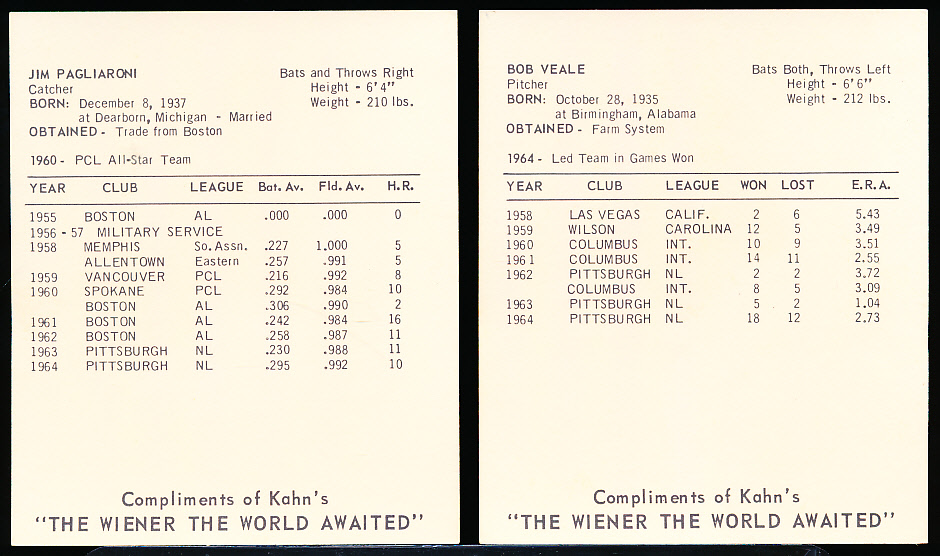 JIM PAGLIARONI Bats and Throws Right
Catcher Height - 6'4"
BORN: December 8, 1937 Weight - 210 lbs.
at Dearborn, Michigan - Married
OBTAINED - Trade from Boston
1960 - PCL All-Star Team
YEAR CLUB LEAGUE Bat. Av. Fld. Av. H.R.
1955 BOSTON AL .000 .000 0
1956 - 57 MILITARY SERVICE
1958 MEMPHIS So. Assn. .227 1.000 5
ALLENTOWN Eastern .257 .991 5
1959 VANCOUVER PCL .216 .992 8
1960 SPOKANE PCL .292 .984 10
BOSTON AL .306 .990 2
1961 BOSTON AL .242 .984 16
1962 BOSTON AL .258 .987 11
1963 PITTSBURGH NL .230 .988 11
1964 PITTSBURGH NL .295 .992 10
Compliments of Kahn's
"THE WIENER THE WORLD AWAITED"
BOB VEALE Bats Both, Throws Left
Pitcher Height - 6'6"
BORN: October 28, 1935 Weight - 212 lbs.
at Birmingham, Alabama
OBTAINED - Farm System
1964 - Led Team in Games Won
YEAR CLUB LEAGUE WON LOST E.R.A.
1958 LAS VEGAS CALIF. 2 6 5.43
1959 WILSON CAROLINA 12 5 3.49
1960 COLUMBUS INT. 10 9 3.51
1961 COLUMBUS INT. 14 11 2.55
1962 PITTSBURGH NL 2 2 3.72
COLUMBUS INT. 8 5 3.09
1963 PITTSBURGH NL 5 2 1.04
1964 PITTSBURGH NL 18 12 2.73
Compliments of Kahn's
"THE WIENER THE WORLD AWAITED"